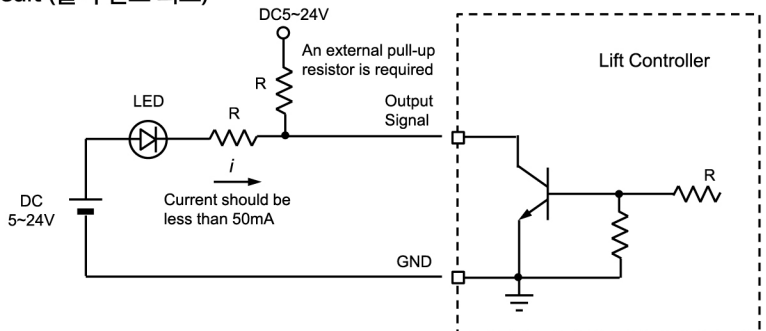 DC5~24V
An external pull-up
resistor is required
Lift Controller
R
LED
R
Output
Signal
R
i
Current should be
less than 50mA
DC
5~24V
GND